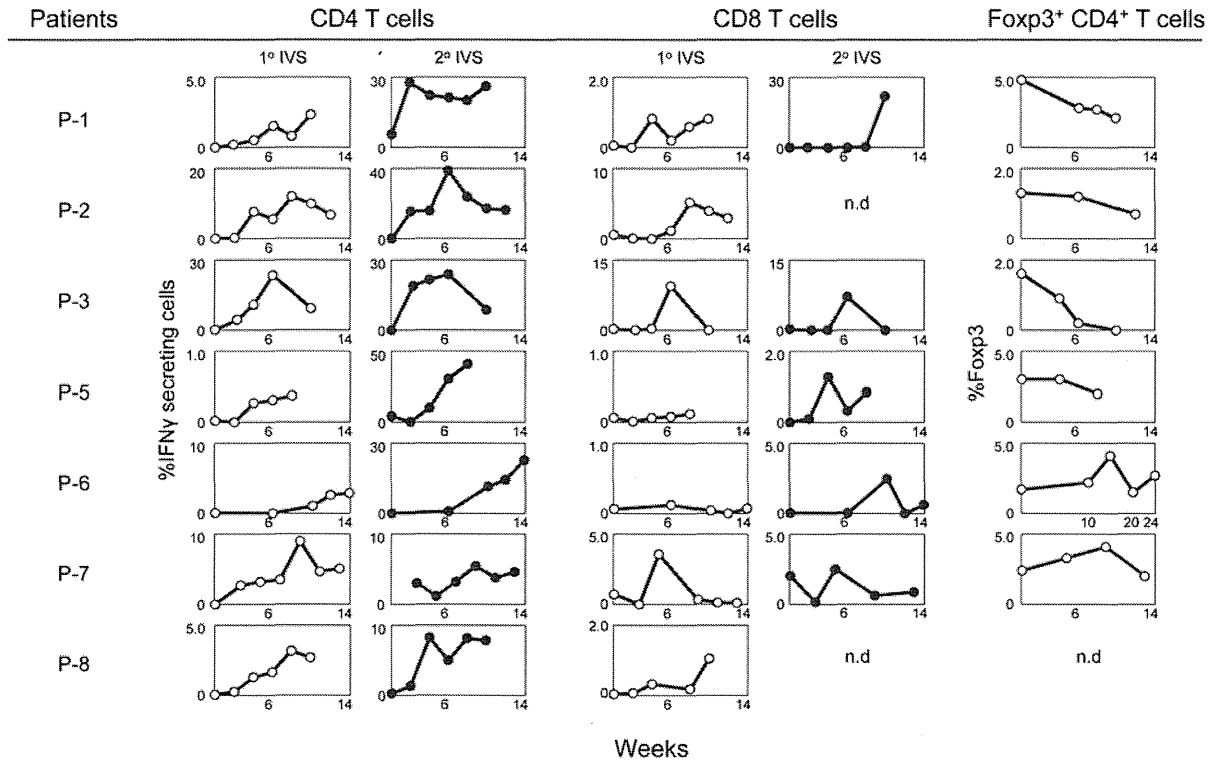 Patients CD4 T cells CD8 T cells Foxp3⁺ CD4⁺ T cells
1º IVS 2º IVS 1º IVS 2º IVS
P-1
5.0 0 6 14 30 0 6 14 2.0 0 6 14 30 0 6 14 5.0 0 6 14
P-2
20 0 6 14 40 0 6 14 10 0 6 14 n.d 2.0 0 6 14
P-3
30 0 6 14 30 0 6 14 15 0 6 14 15 0 6 14 2.0 0 6 14
P-5
1.0 0 6 14 50 0 6 14 1.0 0 6 14 2.0 0 6 14 5.0 0 6 14
P-6
10 0 6 14 30 0 6 14 1.0 0 6 14 5.0 0 6 14 5.0 0 10 20 24
P-7
10 0 6 14 10 0 6 14 5.0 0 6 14 5.0 0 6 14 5.0 0 6 14
P-8
5.0 0 6 14 10 0 6 14 2.0 0 6 14 n.d n.d
%IFNγ secreting cells
%Foxp3
Weeks